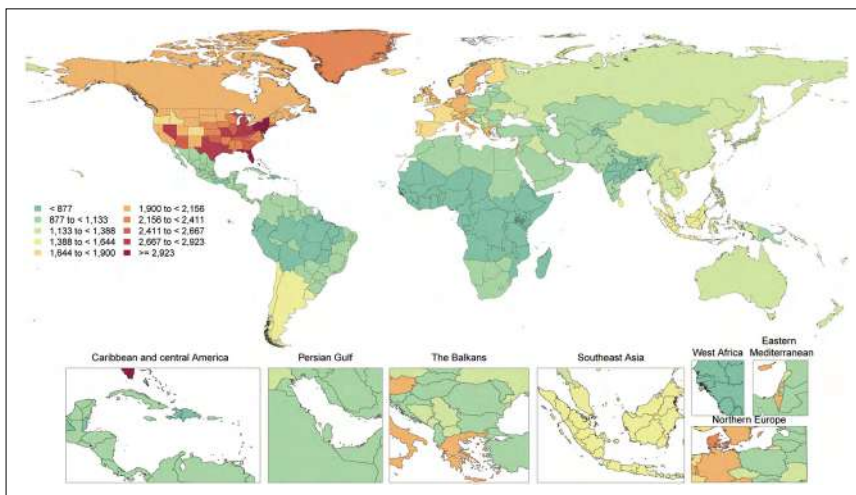 < 877
877 to < 1,133
1,133 to < 1,388
1,388 to < 1,644
1,644 to < 1,900
1,900 to < 2,156
2,156 to < 2,411
2,411 to < 2,667
2,667 to < 2,923
>= 2,923
Caribbean and central America
Persian Gulf
The Balkans
Southeast Asia
West Africa
Eastern
Mediterranean
Northern Europe